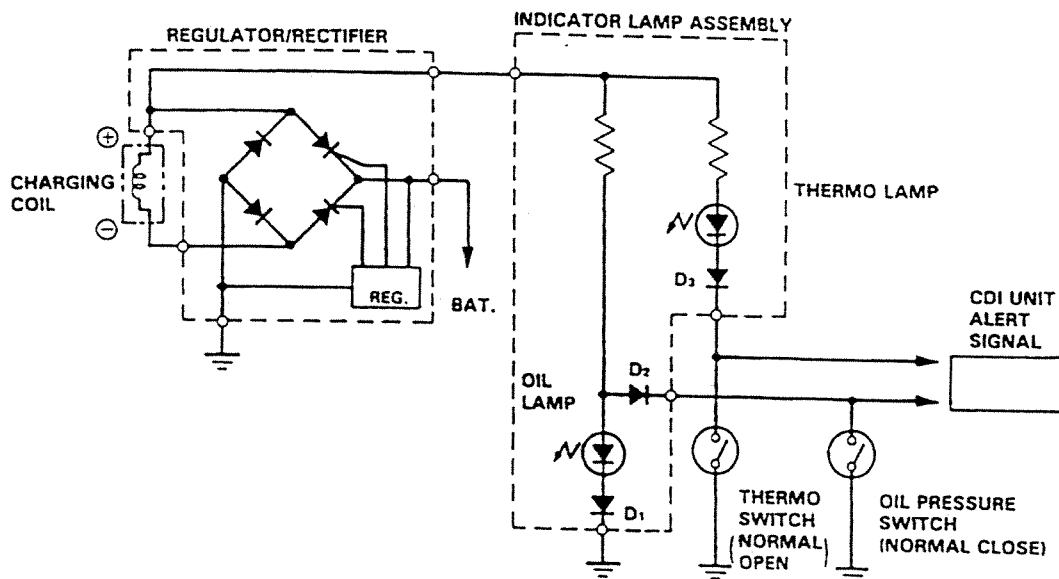 INDICATOR LAMP ASSEMBLY
REGULATOR/RECTIFIER
+
CHARGING
COIL
−
REG.
BAT.
THERMO LAMP
D3
CDI UNIT
ALERT
SIGNAL
OIL
LAMP
D2
D1
THERMO
SWITCH
(NORMAL
OPEN)
OIL PRESSURE
SWITCH
(NORMAL CLOSE)